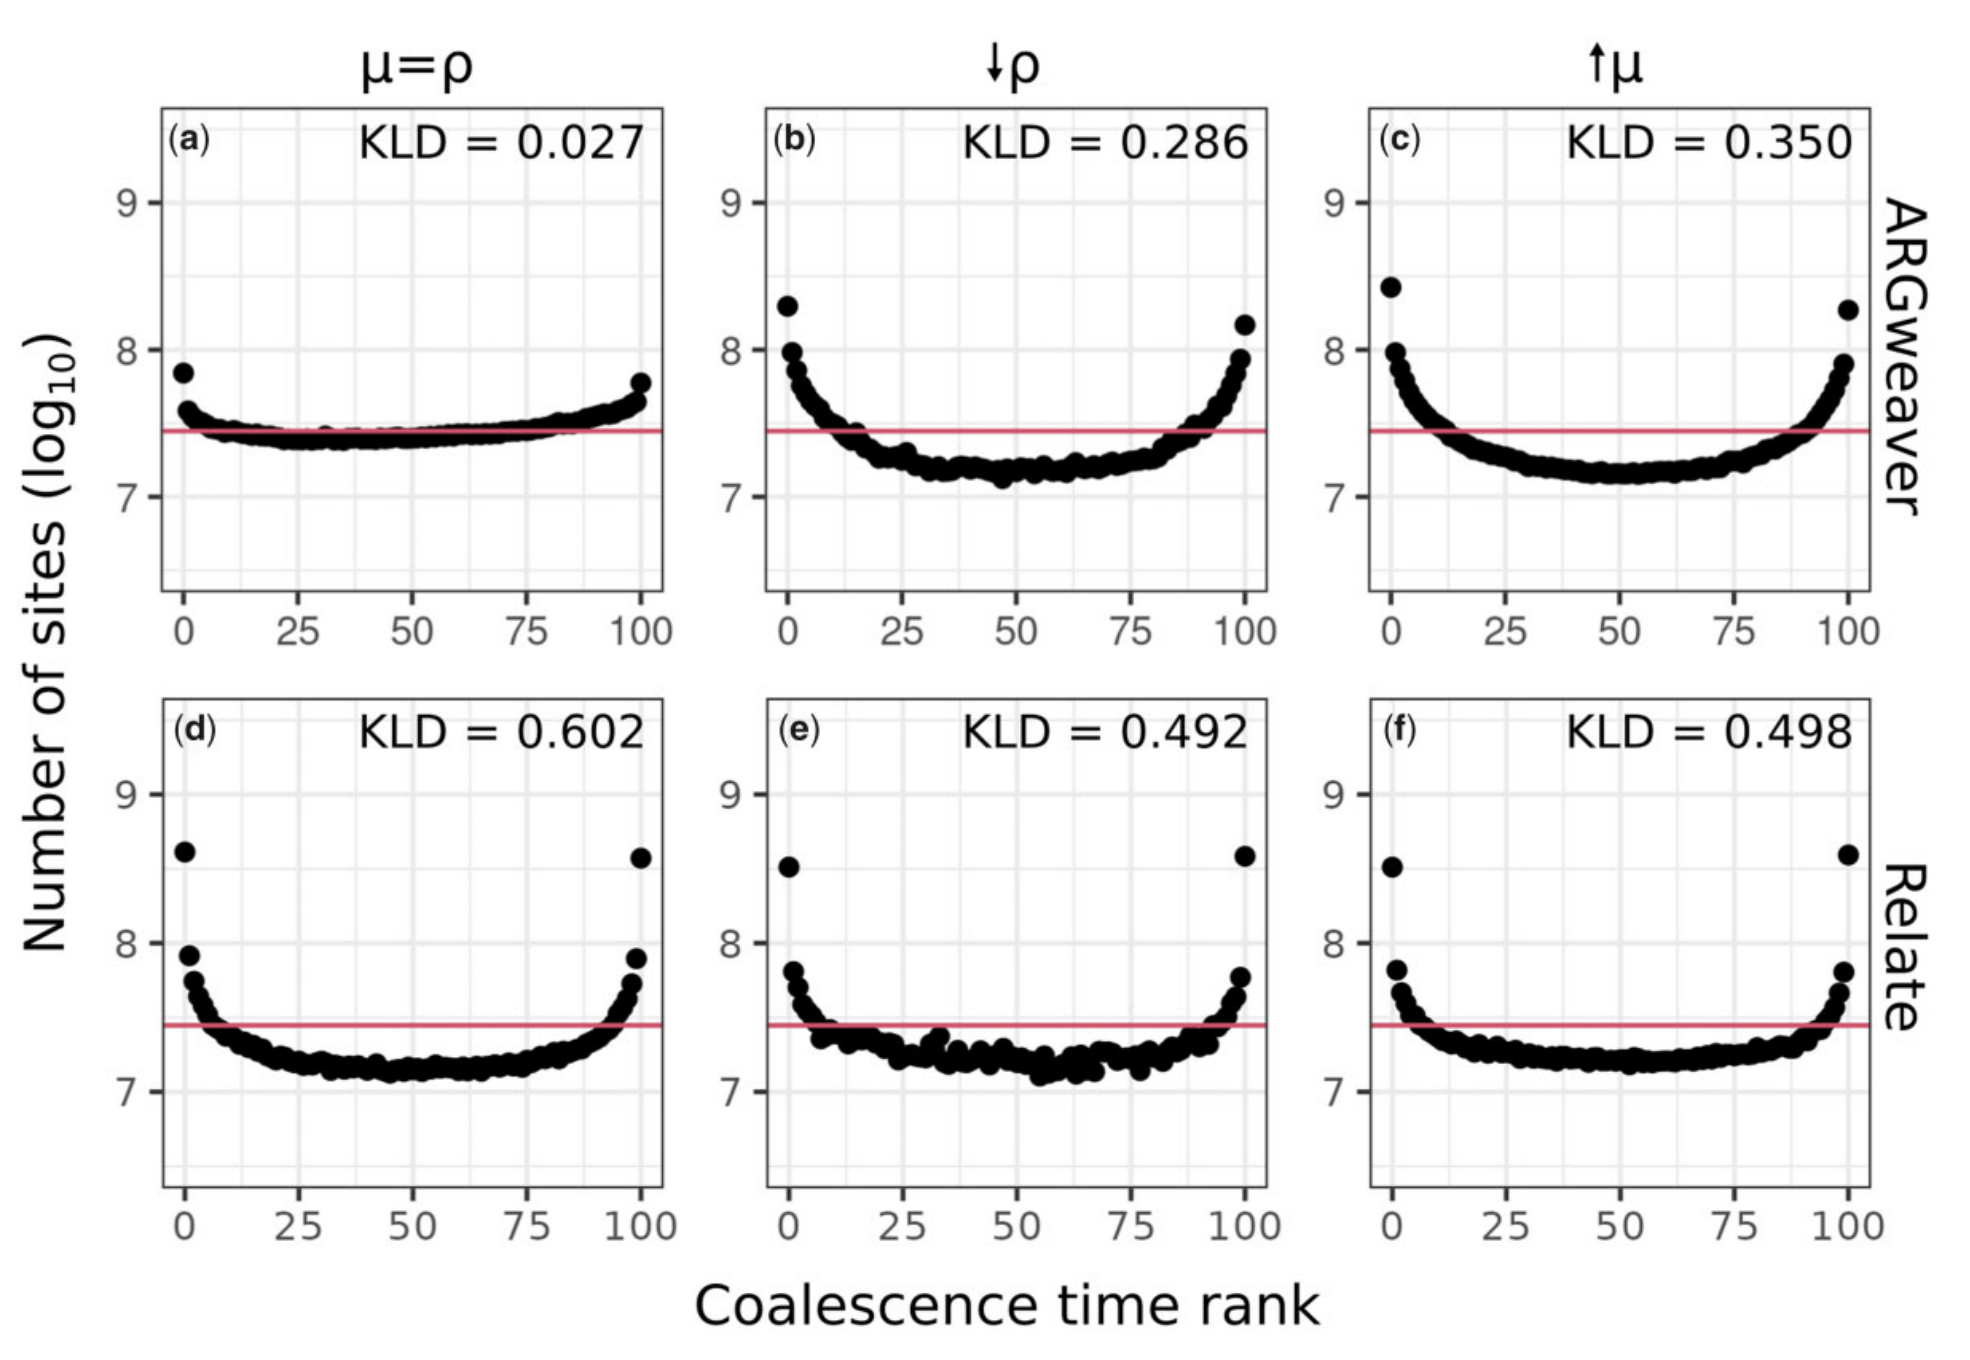 μ=ρ
↓ρ
↑μ
(a) KLD = 0.027
(b) KLD = 0.286
(c) KLD = 0.350
9
8
7
9
8
7
9
8
7
0 25 50 75 100
0 25 50 75 100
0 25 50 75 100
ARGweaver
Number of sites (log10)
(d) KLD = 0.602
(e) KLD = 0.492
(f) KLD = 0.498
9
8
7
9
8
7
9
8
7
0 25 50 75 100
0 25 50 75 100
0 25 50 75 100
Relate
Coalescence time rank